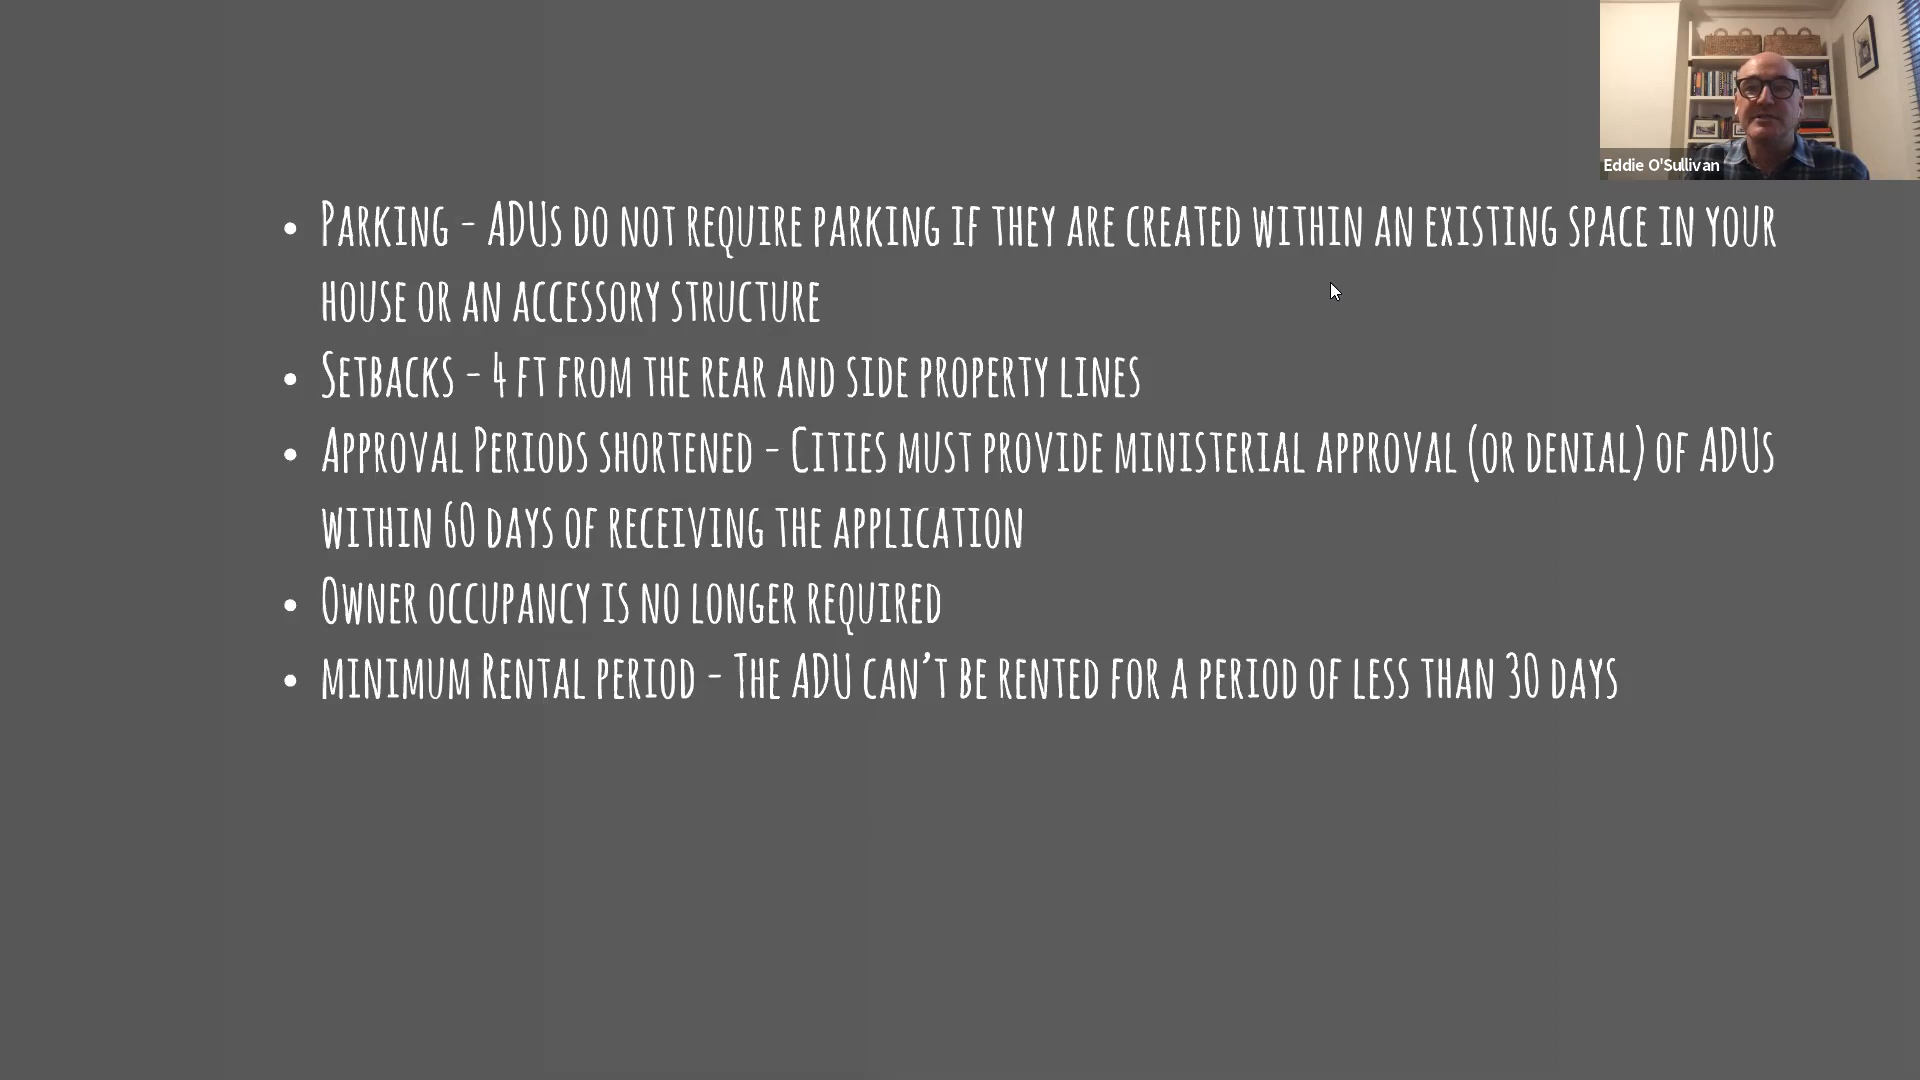 Eddie O'Sullivan
• Parking - ADUs do not require parking if they are created within an existing space in your
house or an accessory structure
• Setbacks - 4 ft from the rear and side property lines
• Approval Periods shortened - Cities must provide ministerial approval (or denial) of ADUs
within 60 days of receiving the application
• Owner occupancy is no longer required
• minimum Rental period - The ADU can't be rented for a period of less than 30 days